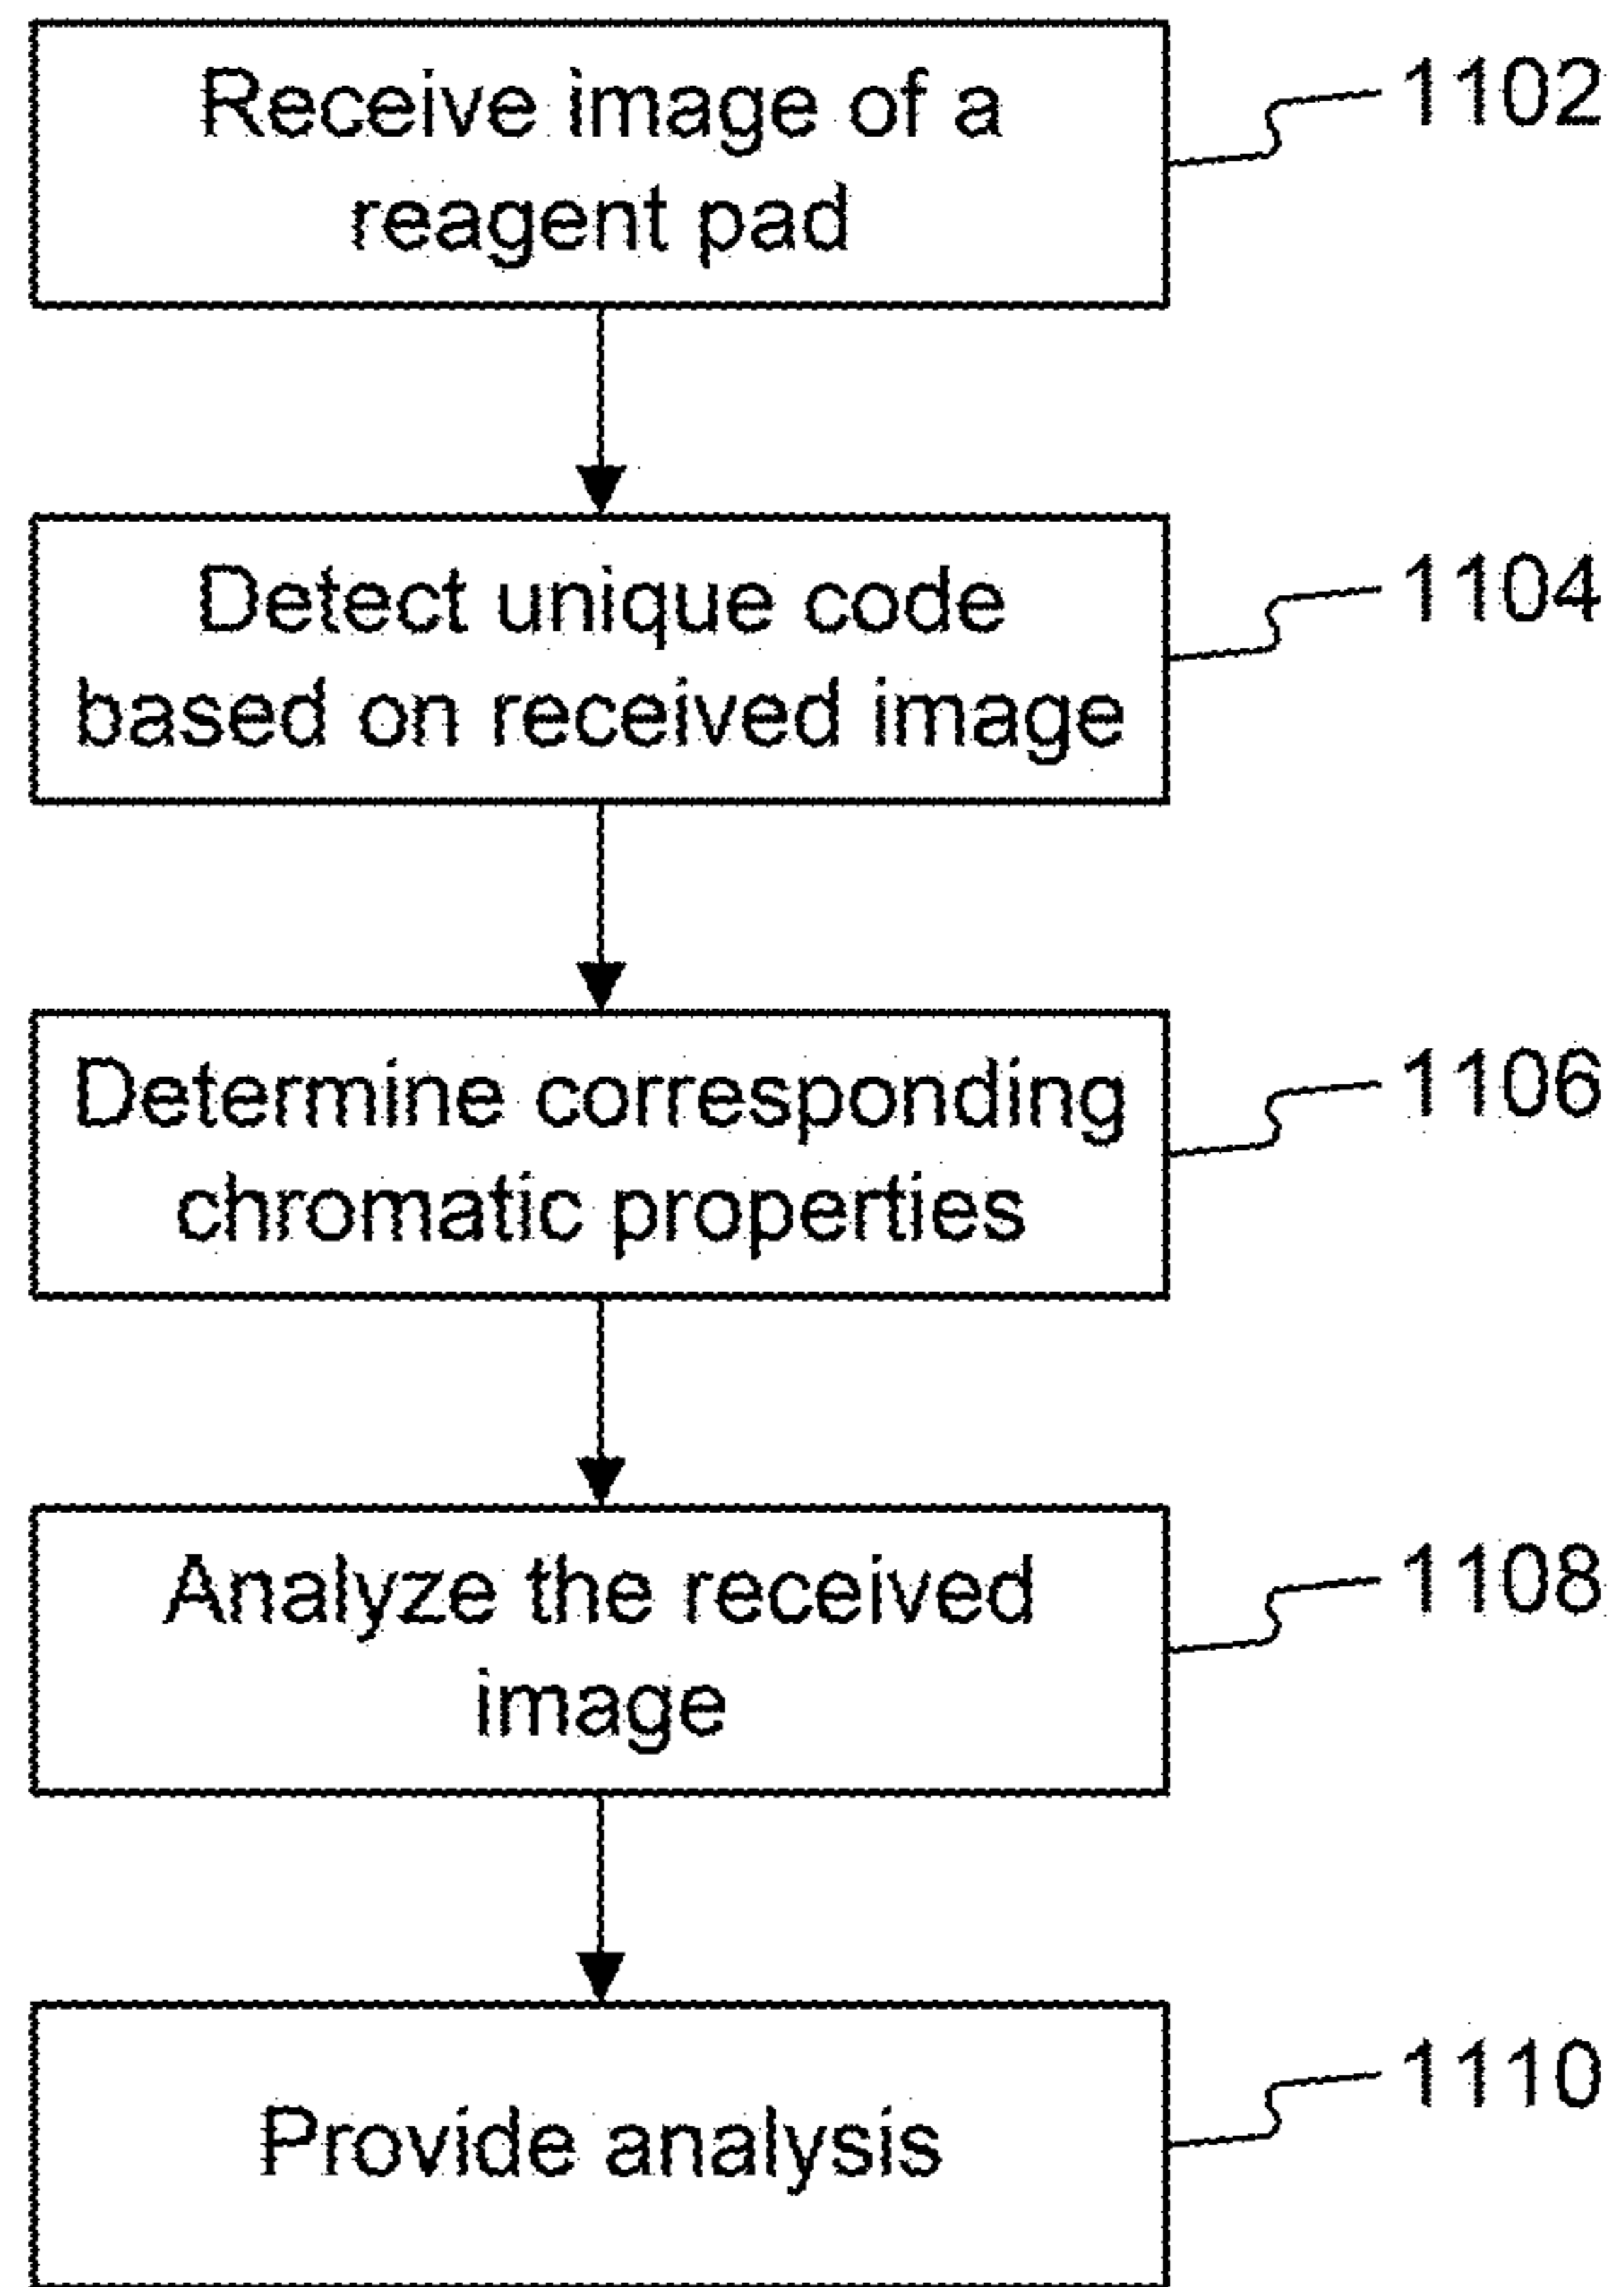 Receive image of a
reagent pad
1102
Detect unique code
based on received image
1104
Determine corresponding
chromatic properties
1106
Analyze the received
image
1108
Provide analysis
1110